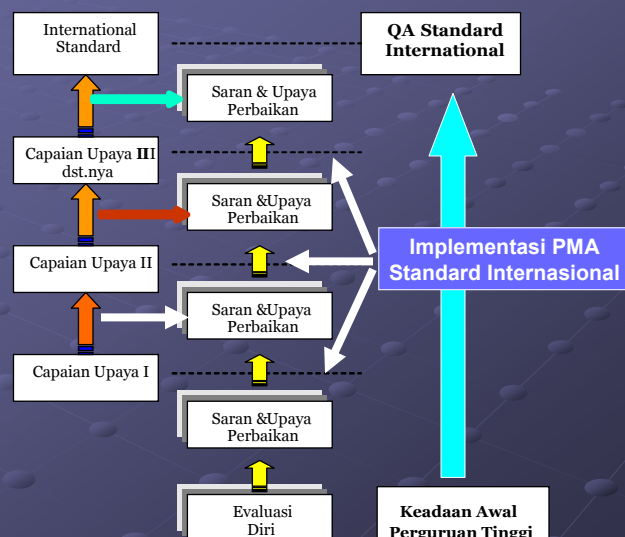 International
Standard
QA Standard
International
Saran & Upaya
Perbaikan
Capaian Upaya III
dst.nya
Saran &Upaya
Perbaikan
Implementasi PMA
Standard Internasional
Capaian Upaya II
Saran &Upaya
Perbaikan
Capaian Upaya I
Saran &Upaya
Perbaikan
Evaluasi
Diri
Keadaan Awal
Perguruan Tinggi